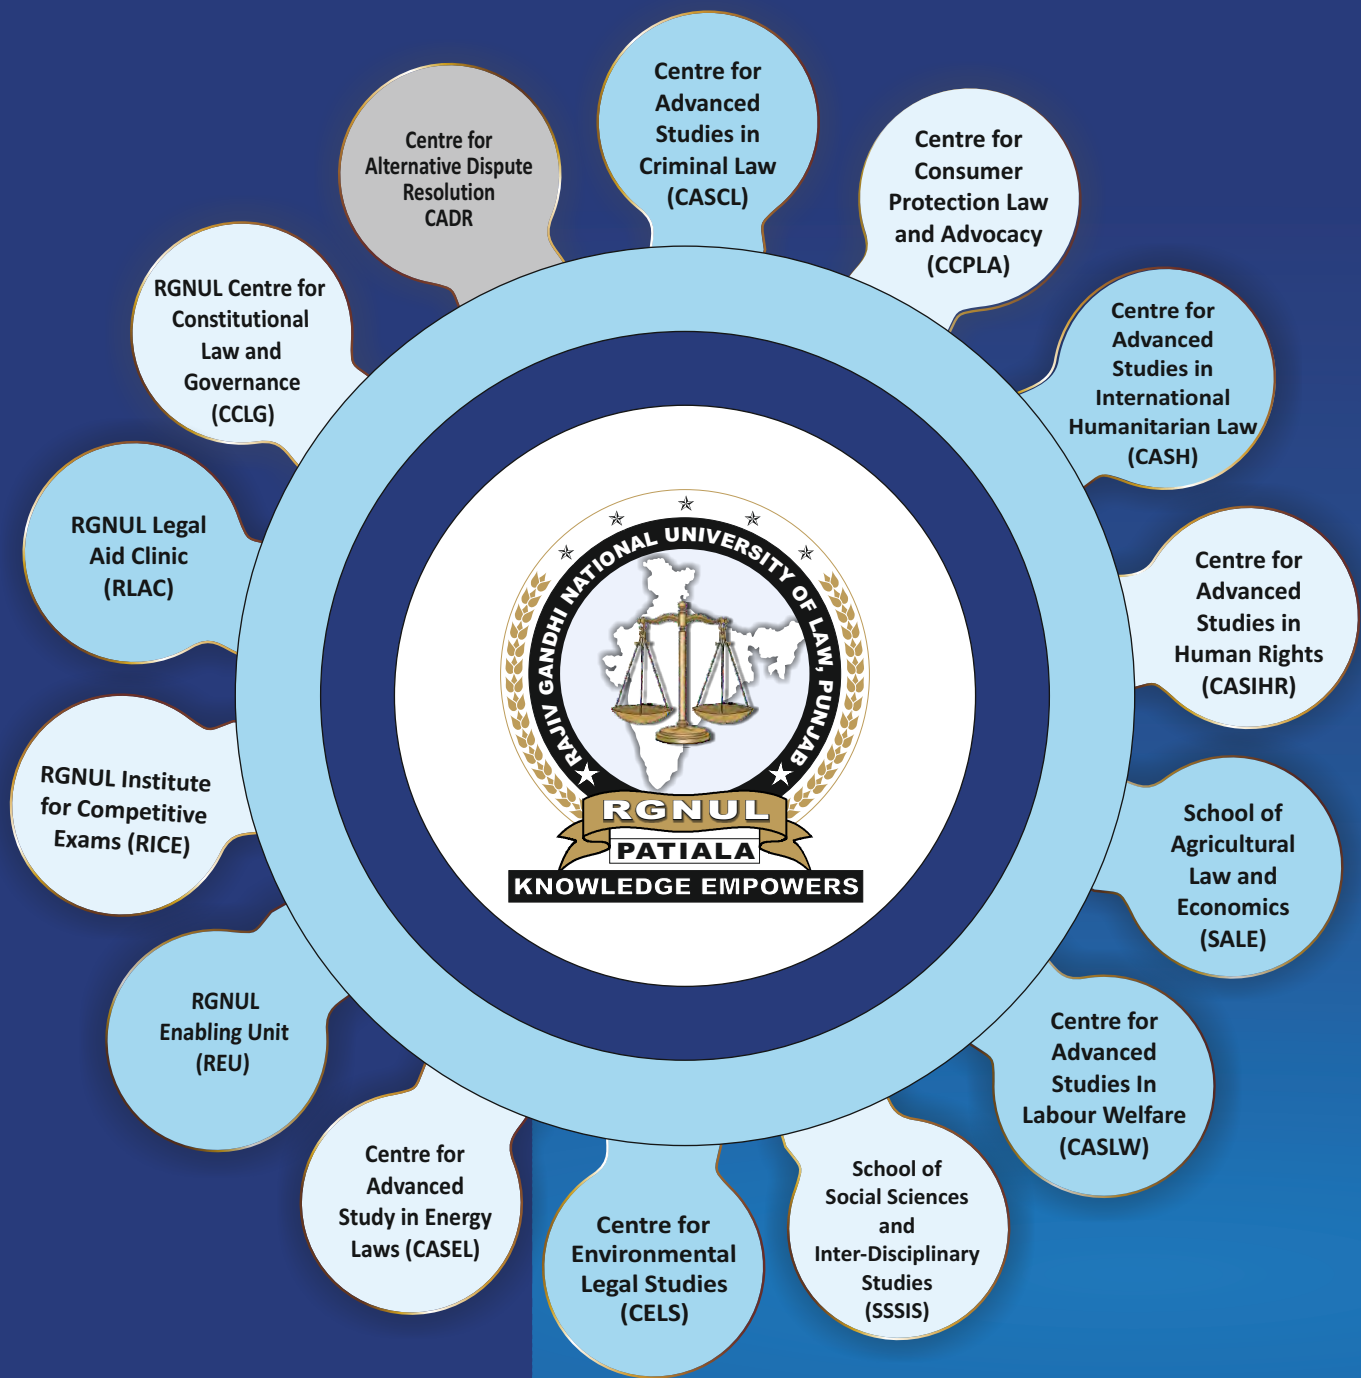 Centre for
Advanced
Studies in
Criminal Law
(CASCL)
Centre for
Consumer
Protection Law
and Advocacy
(CCPLA)
Centre for
Advanced
Studies in
International
Humanitarian Law
(CASH)
Centre for
Advanced
Studies in
Human Rights
(CASIHR)
School of
Agricultural
Law and
Economics
(SALE)
Centre for
Advanced
Studies In
Labour Welfare
(CASLW)
School of
Social Sciences
and
Inter-Disciplinary
Studies
(SSSIS)
Centre for
Environmental
Legal Studies
(CELS)
Centre for
Advanced
Study in Energy
Laws (CASEL)
RGNUL
Enabling Unit
(REU)
RGNUL Institute
for Competitive
Exams (RICE)
RGNUL Legal
Aid Clinic
(RLAC)
RGNUL Centre for
Constitutional
Law and
Governance
(CCLG)
Centre for
Alternative Dispute
Resolution
CADR
RAJIV GANDHI NATIONAL UNIVERSITY OF LAW, PUNJAB
RGNUL
PATIALA
KNOWLEDGE EMPOWERS